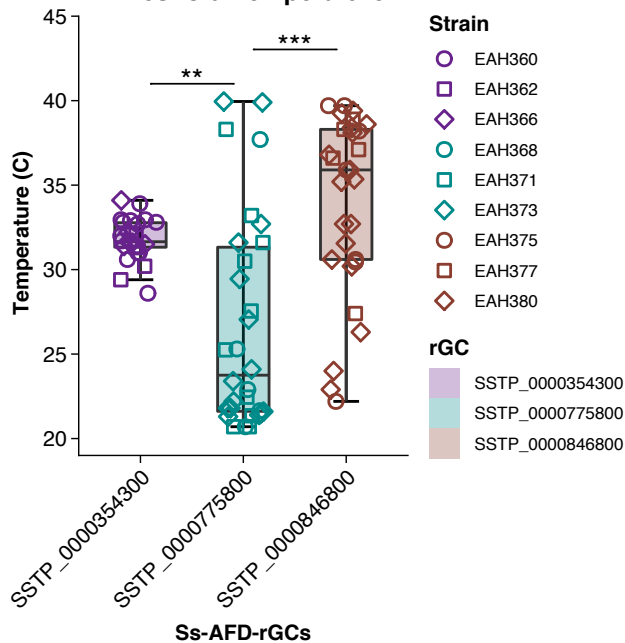 45
40
35
30
25
20
Temperature (C)
**
***
SSTP_0000354300
SSTP_0000775800
SSTP_0000846800
Ss-AFD-rGCs
Strain
EAH360
EAH362
EAH366
EAH368
EAH371
EAH373
EAH375
EAH377
EAH380
rGC
SSTP_0000354300
SSTP_0000775800
SSTP_0000846800